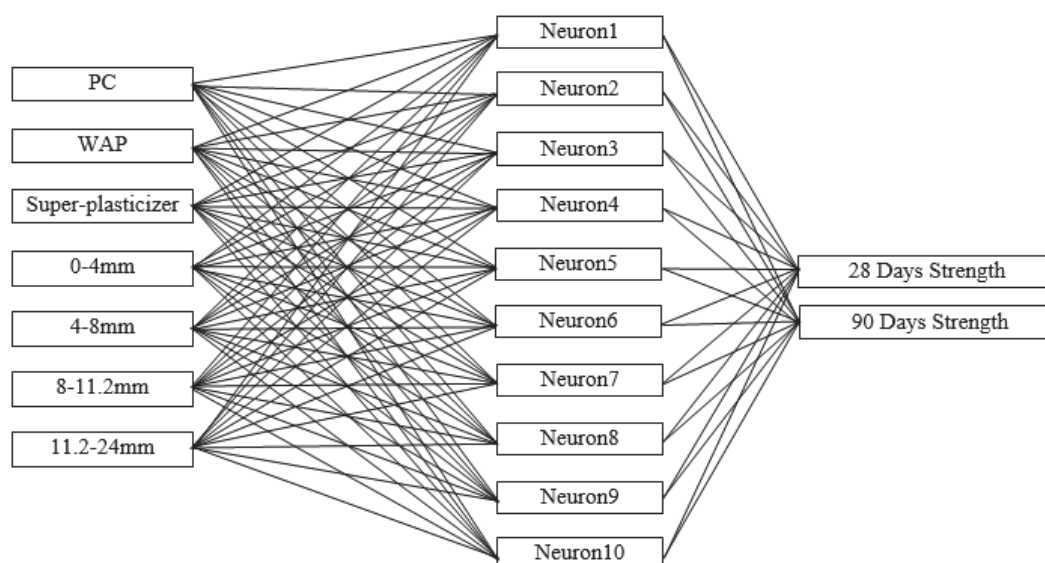 PC
WAP
Super-plasticizer
0-4mm
4-8mm
8-11.2mm
11.2-24mm
Neuron1
Neuron2
Neuron3
Neuron4
Neuron5
Neuron6
Neuron7
Neuron8
Neuron9
Neuron10
28 Days Strength
90 Days Strength